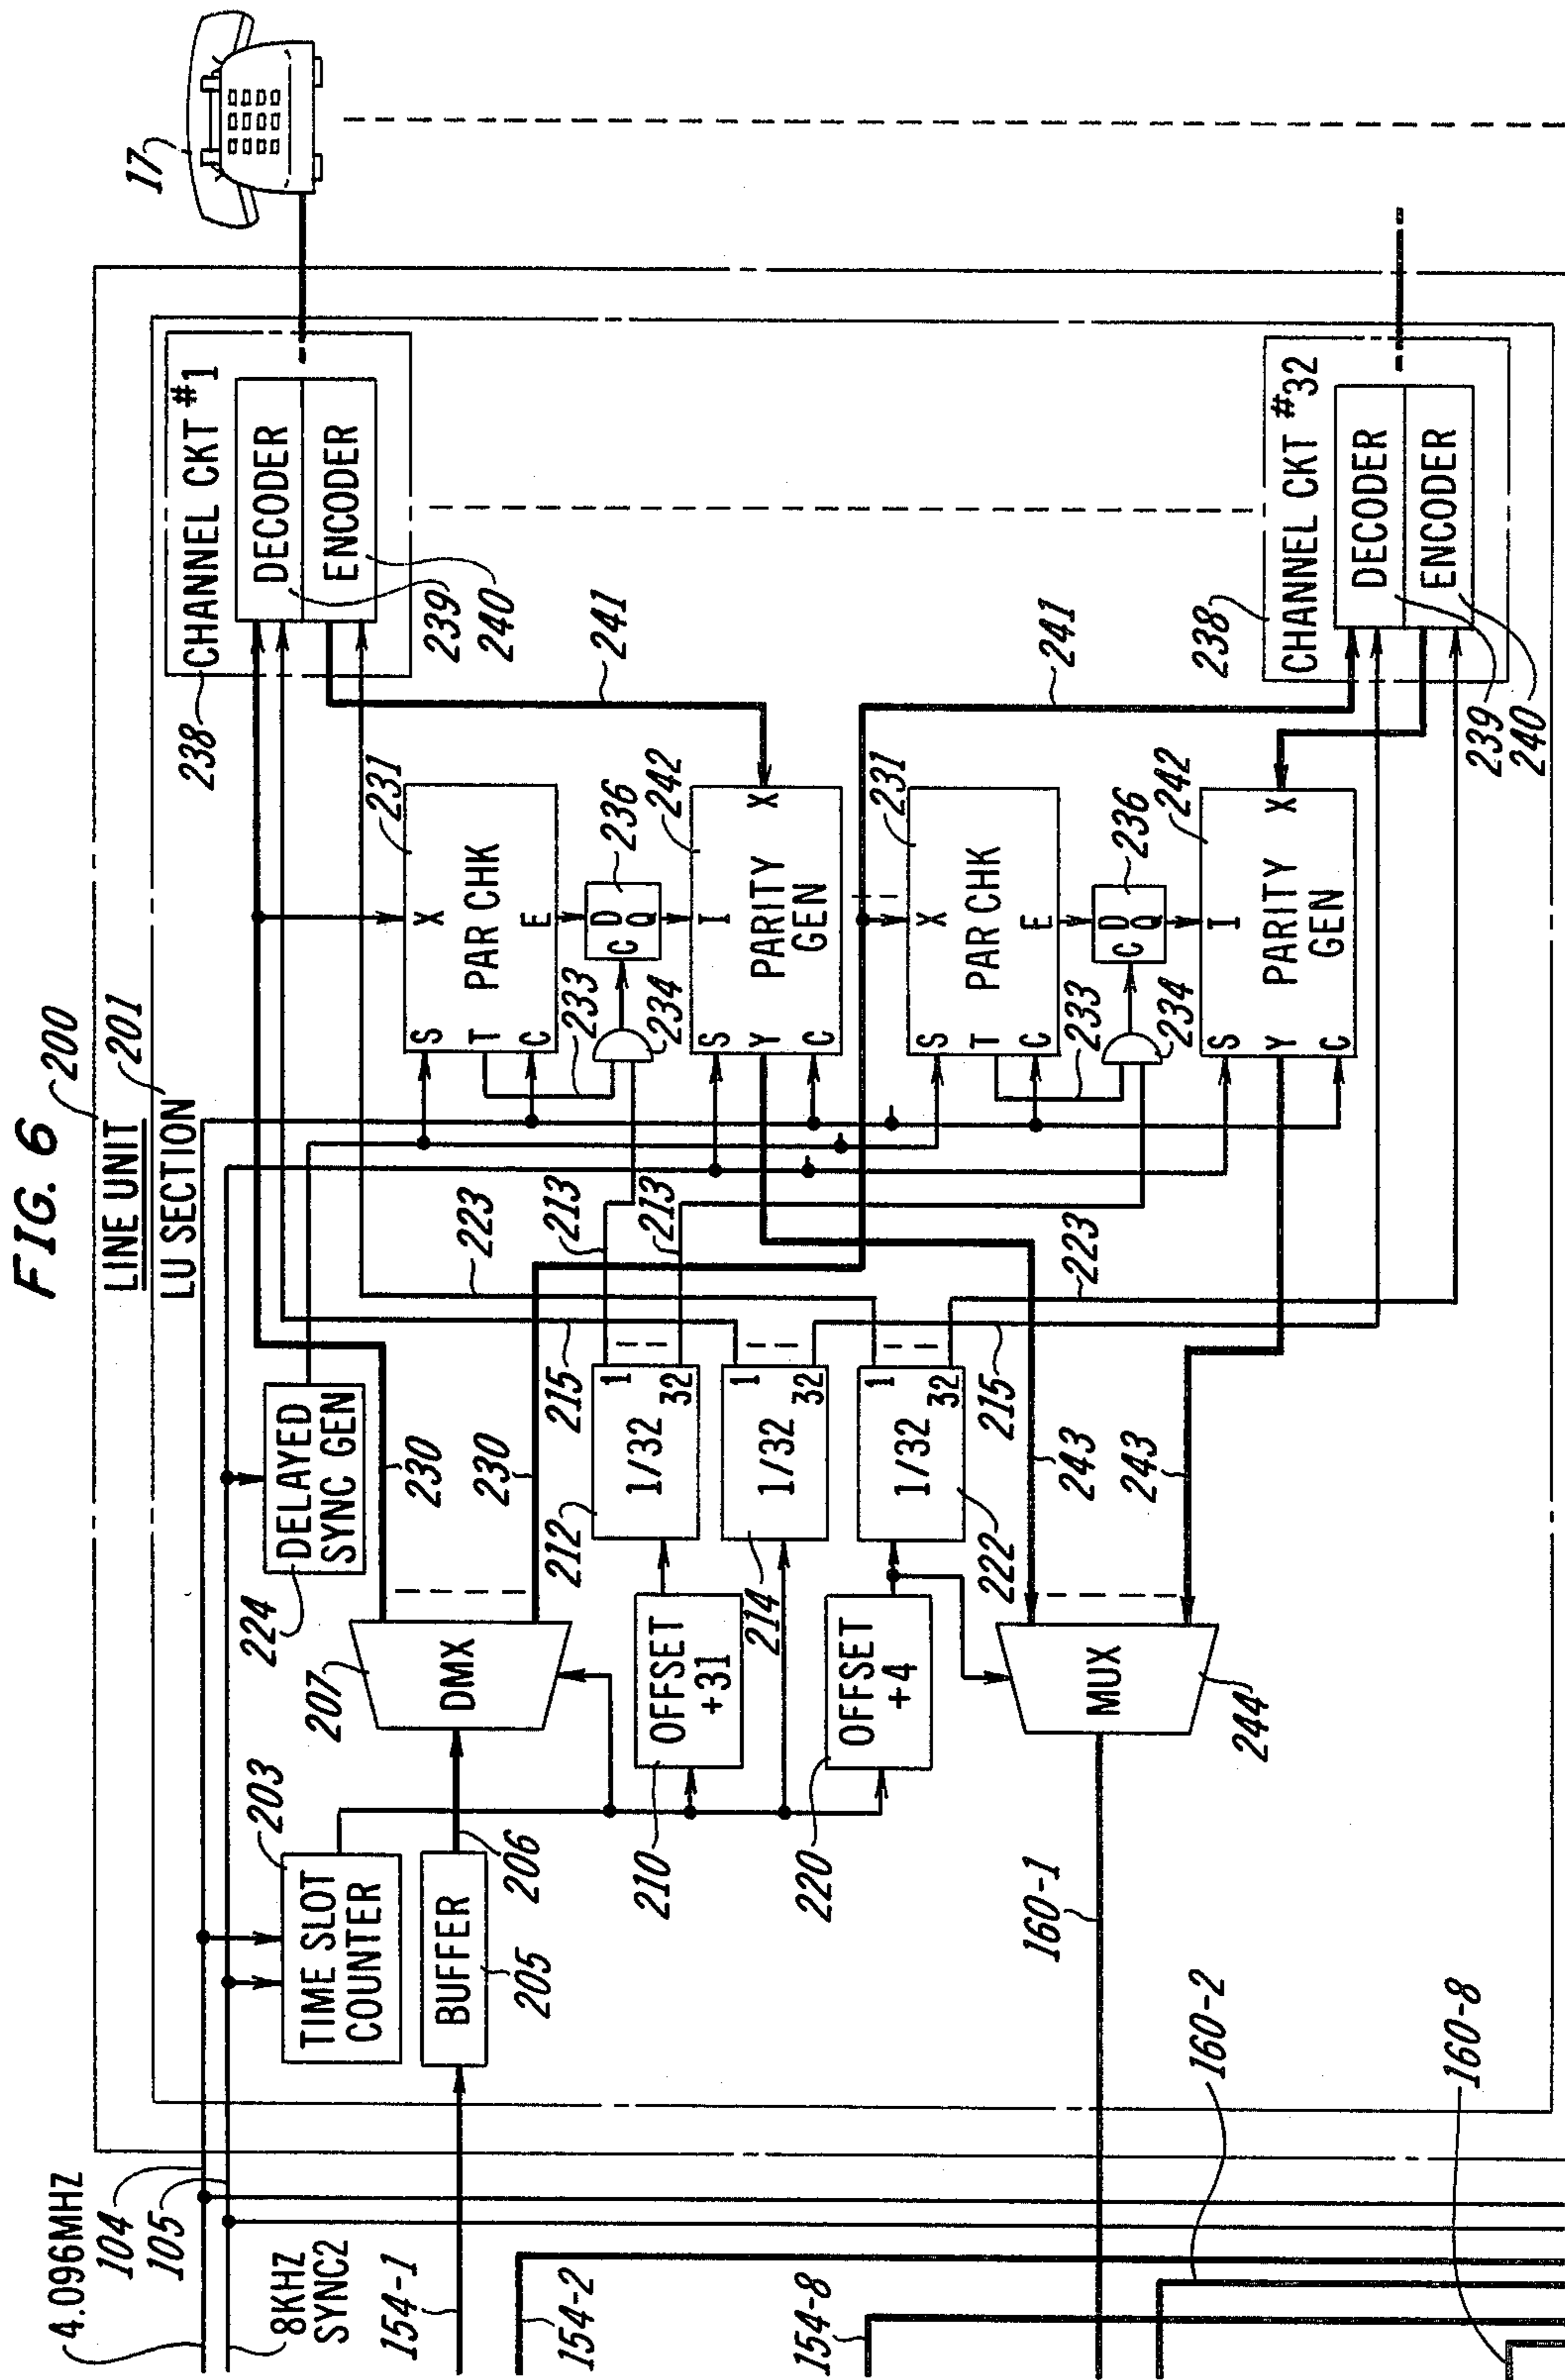 FIG. 6
LINE UNIT 200
LU SECTION 201
17
4.096MHZ
104
105
8KHZ
SYNC2
154-1
154-2
154-8
160-1
160-2
160-8
TIME SLOT
COUNTER
203
BUFFER
205
206
DMX
207
DELAYED
SYNC GEN
224
230
230
OFFSET
+31
210
1/32
1
32
212
213
213
1/32
1
32
214
215
215
OFFSET
+4
220
1/32
1
32
222
223
223
MUX
244
243
243
S
X
T
PAR CHK
C
E
231
233
234
D
C Q
236
S
I
Y
PARITY
GEN
C
X
242
241
S
X
T
PAR CHK
C
E
231
233
234
D
C Q
236
S
I
Y
PARITY
GEN
C
X
242
241
CHANNEL CKT #1
DECODER
ENCODER
238
239
240
CHANNEL CKT #32
DECODER
ENCODER
238
239
240